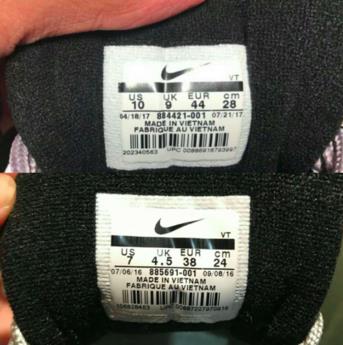 VT
US UK EUR cm
10 9 44 28
04/18/17 884421-001 07/21/17
MADE IN VIETNAM
FABRIQUE AU VIETNAM
VT
US UK EUR cm
7 4.5 38 24
07/06/16 885691-001 09/08/16
MADE IN VIETNAM
FABRIQUE AU VIETNAM